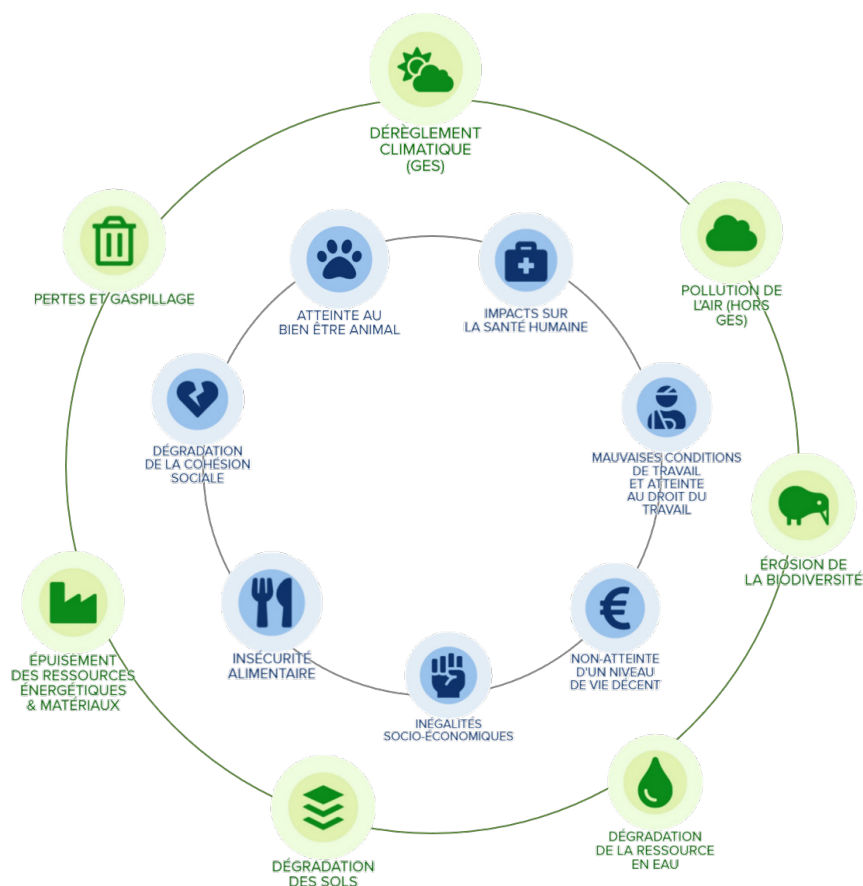 DÉRÈGLEMENT
CLIMATIQUE
(GES)
POLLUTION DE
L'AIR (HORS
GES)
ÉROSION DE
LA BIODIVERSITÉ
DÉGRADATION
DE LA RESSOURCE
EN EAU
DÉGRADATION
DES SOLS
ÉPUISEMENT
DES RESSOURCES
ÉNERGÉTIQUES
& MATÉRIAUX
PERTES ET GASPILLAGE
ATTEINTE AU
BIEN ÊTRE ANIMAL
IMPACTS SUR
LA SANTÉ HUMAINE
MAUVAISES CONDITIONS
DE TRAVAIL
ET ATTEINTE
AU DROIT DU
TRAVAIL
NON-ATTEINTE
D'UN NIVEAU
DE VIE DÉCENT
INÉGALITÉS
SOCIO-ÉCONOMIQUES
INSÉCURITÉ
ALIMENTAIRE
DÉGRADATION
DE LA COHÉSION
SOCIALE